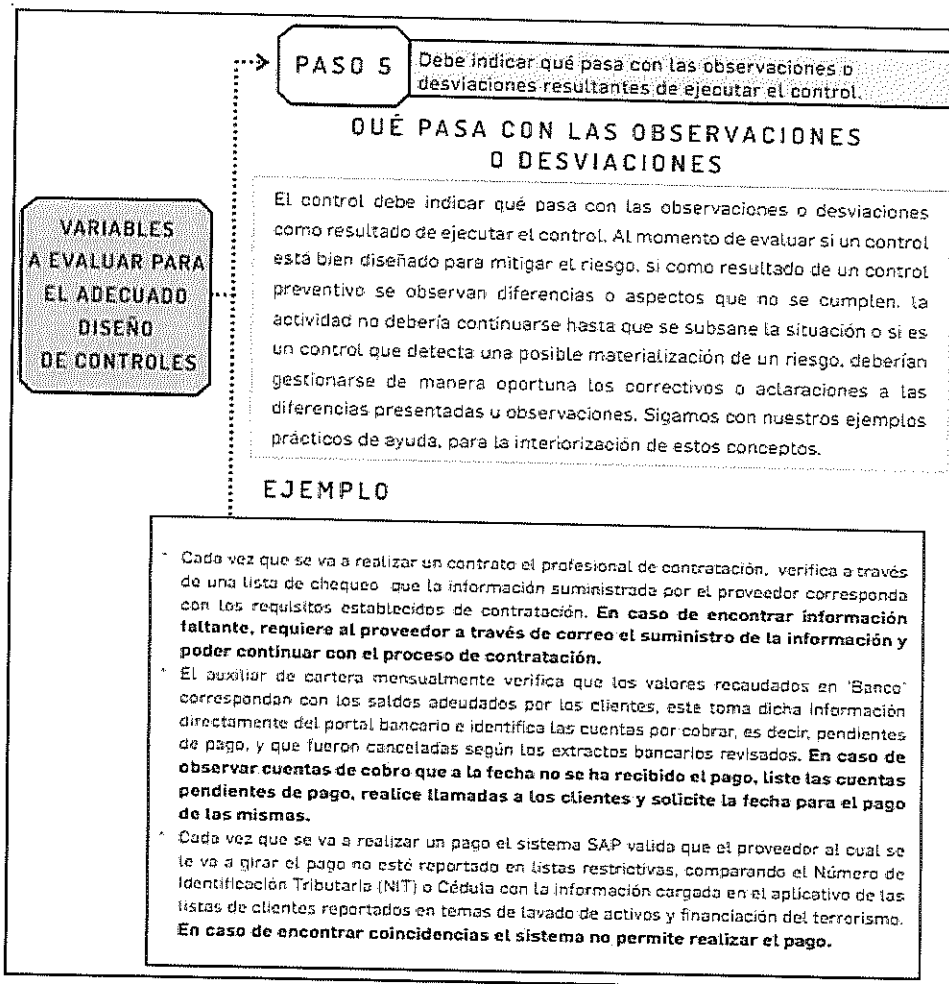 PASO 5
Debe indicar qué pasa con las observaciones o
desviaciones resultantes de ejecutar el control.
QUÉ PASA CON LAS OBSERVACIONES
O DESVIACIONES
VARIABLES
A EVALUAR PARA
EL ADECUADO
DISEÑO
DE CONTROLES
El control debe indicar qué pasa con las observaciones o desviaciones
como resultado de ejecutar el control. Al momento de evaluar si un control
está bien diseñado para mitigar el riesgo, si como resultado de un control
preventivo se observan diferencias o aspectos que no se cumplen, la
actividad no debería continuarse hasta que se subsane la situación o si es
un control que detecta una posible materialización de un riesgo, deberían
gestionarse de manera oportuna los correctivos o aclaraciones a las
diferencias presentadas u observaciones. Sigamos con nuestros ejemplos
prácticos de ayuda, para la interiorización de estos conceptos.
EJEMPLO
* Cada vez que se va a realizar un contrato el profesional de contratación, verifica a través
de una lista de chequeo que la información suministrada por el proveedor corresponda
con los requisitos establecidos de contratación. En caso de encontrar información
faltante, requiere al proveedor a través de correo el suministro de la información y
poder continuar con el proceso de contratación.
* El auxiliar de cartera mensualmente verifica que los valores recaudados en "Banco"
correspondan con los saldos adeudados por los clientes, este toma dicha información
directamente del portal bancario e identifica las cuentas por cobrar, es decir, pendientes
de pago, y que fueron canceladas según los extractos bancarios revisados. En caso de
observar cuentas de cobro que a la fecha no se ha recibido el pago, liste las cuentas
pendientes de pago, realice llamadas a los clientes y solicite la fecha para el pago
de las mismas.
* Cada vez que se va a realizar un pago el sistema SAP valida que el proveedor al cual se
le va a girar el pago no esté reportado en listas restrictivas, comparando el Número de
Identificación Tributaria (NIT) o Cédula con la información cargada en el aplicativo de las
listas de clientes reportados en temas de lavado de activos y financiación del terrorismo.
En caso de encontrar coincidencias el sistema no permite realizar el pago.